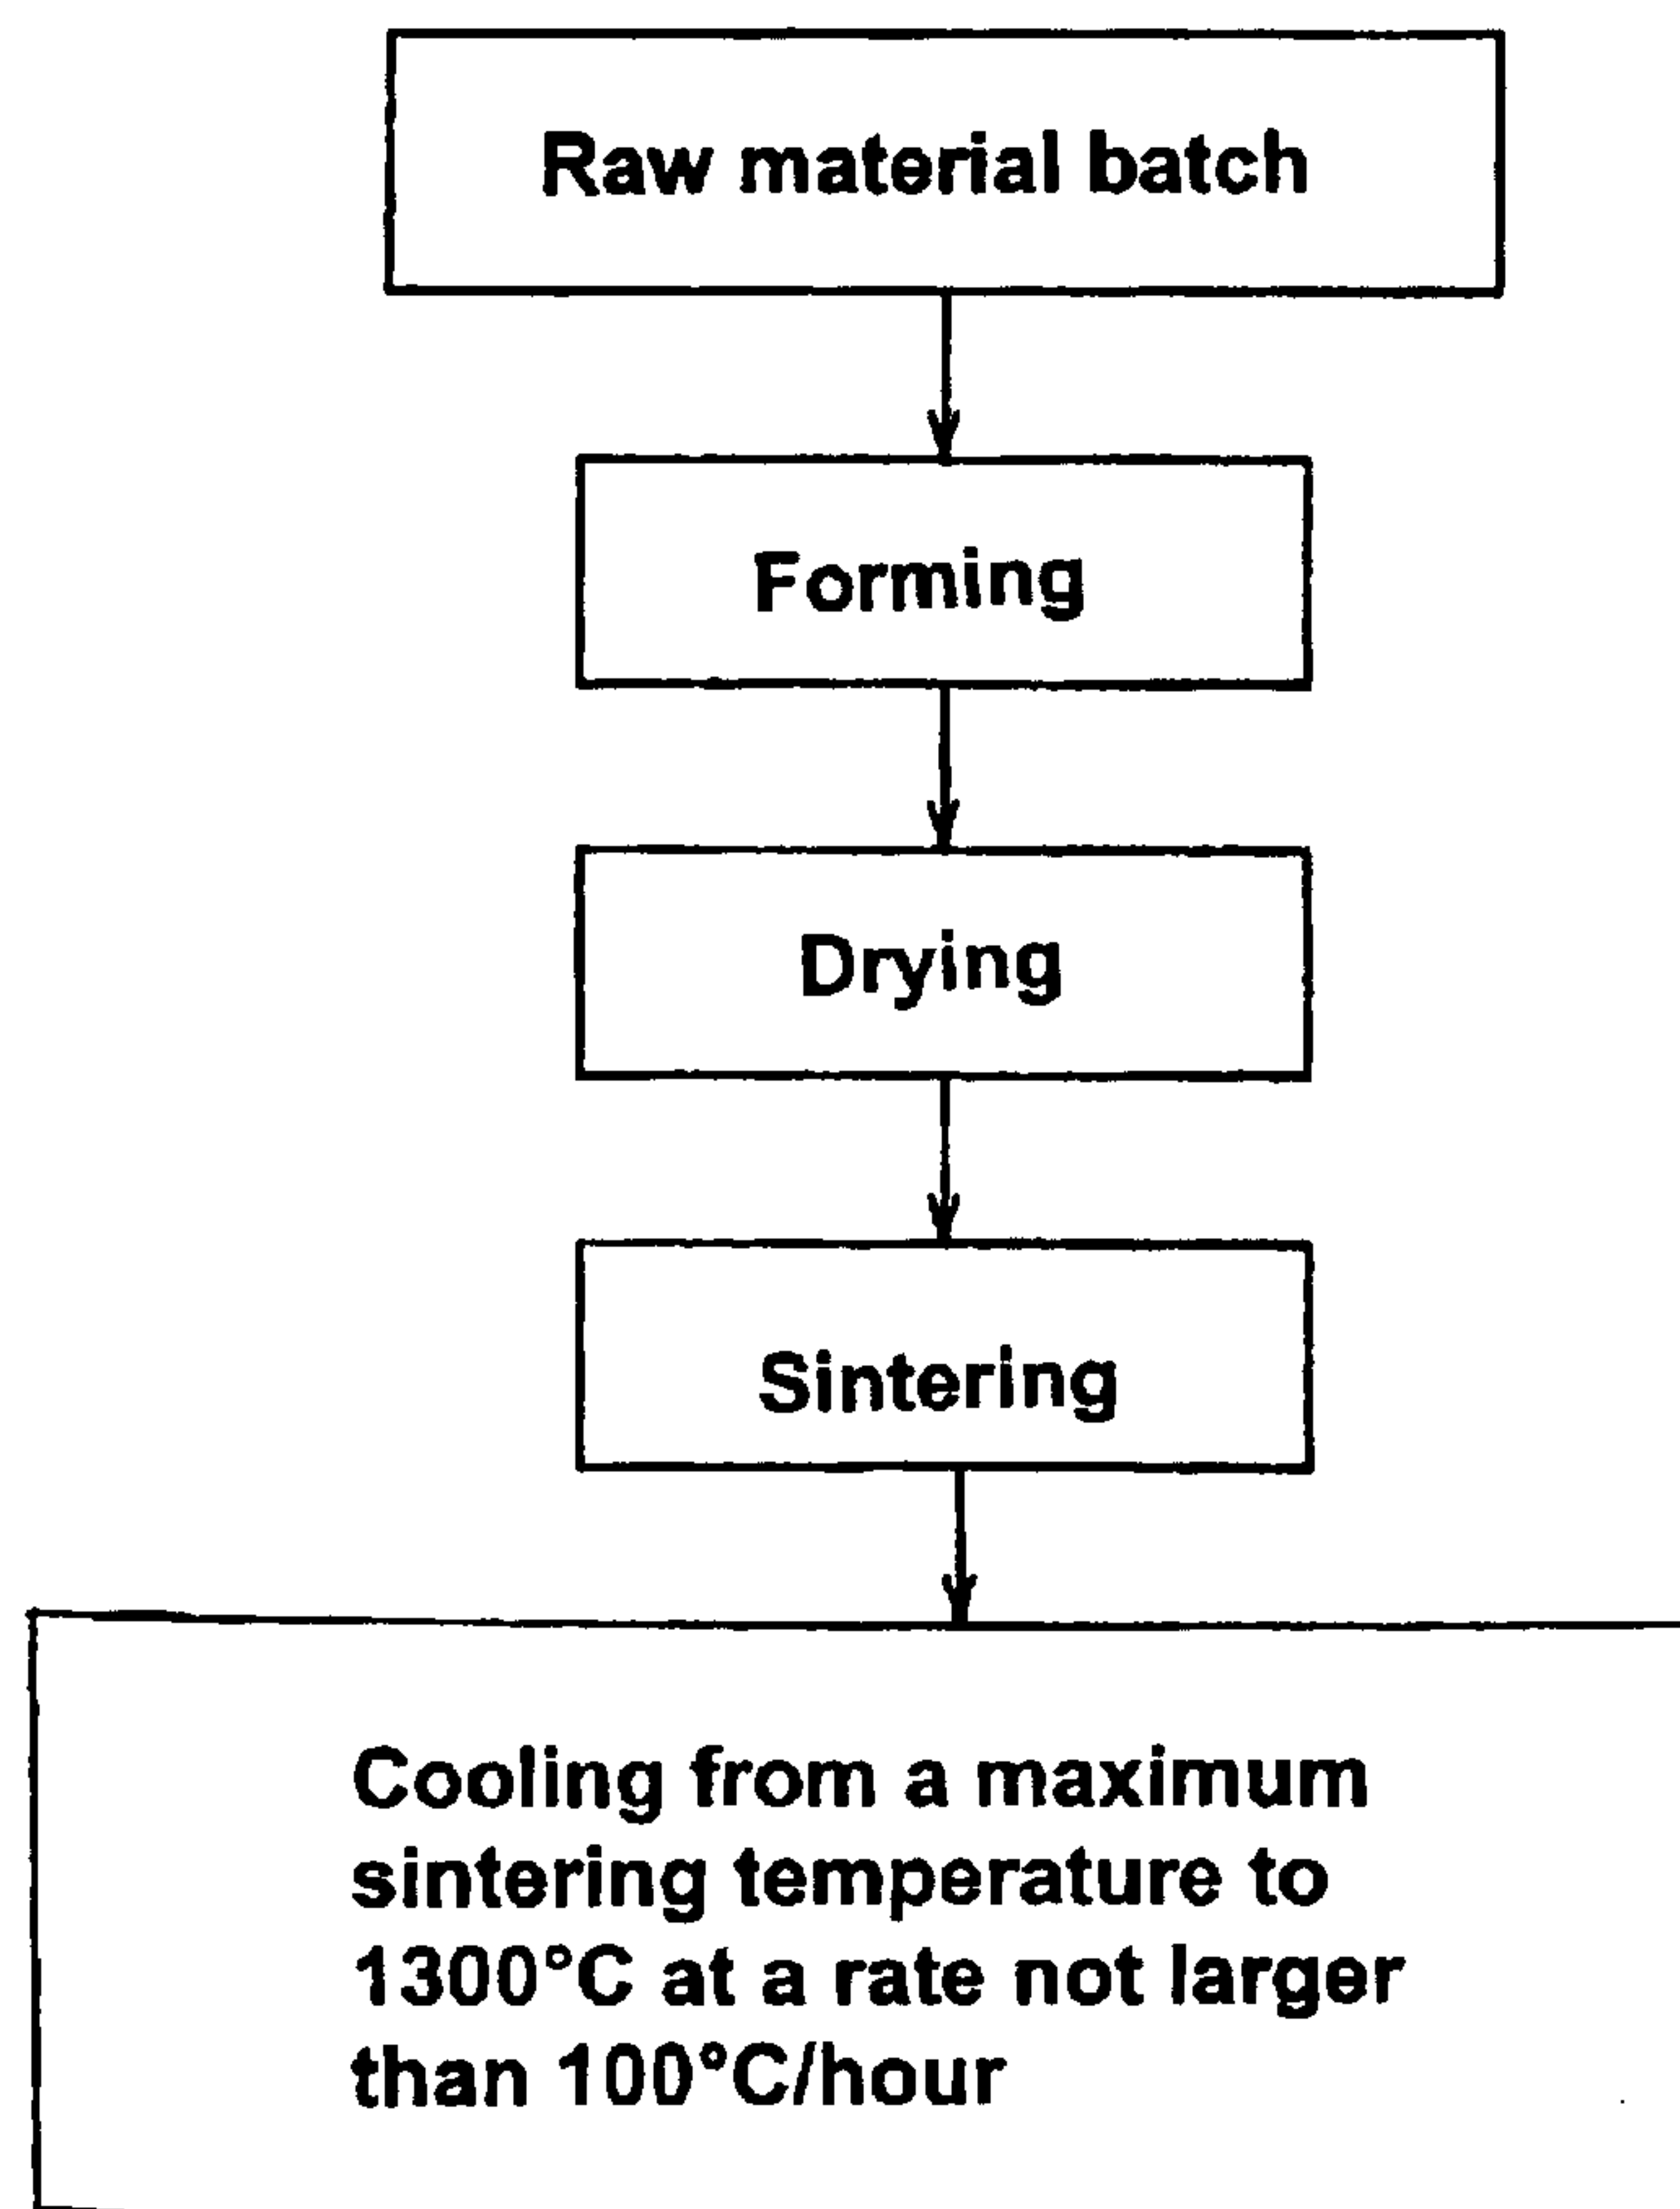 Raw material batch
Forming
Drying
Sintering
Cooling from a maximum
sintering temperature to
1300°C at a rate not larger
than 100°C/hour